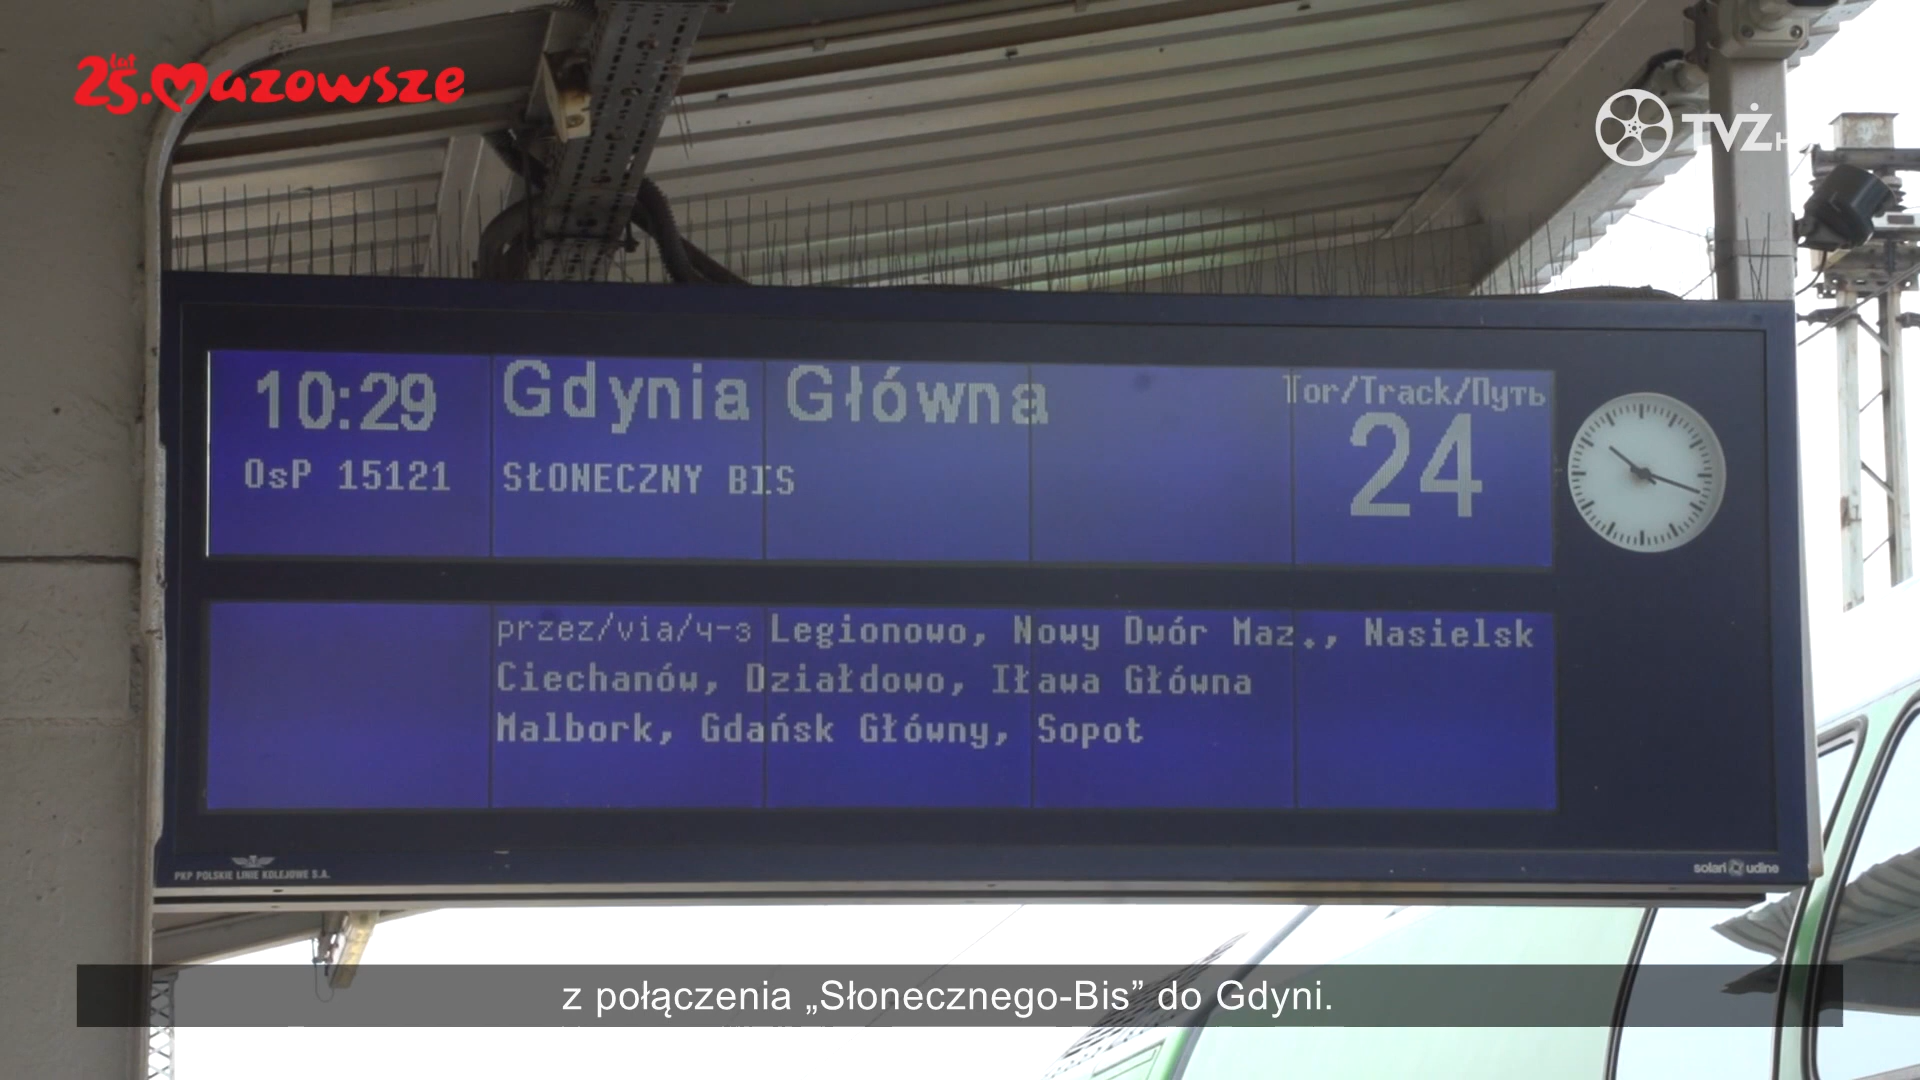 25 lat. Mazowsze
TVŻ
10:29 Gdynia Główna Tor/Track/Путь
24
OsP 15121 SŁONECZNY BIS
przez/via/ч-з Legionowo, Nowy Dwór Maz., Nasielsk
Ciechanów, Działdowo, Iława Główna
Malbork, Gdańsk Główny, Sopot
PKP POLSKIE LINIE KOLEJOWE S.A.
solari udine
z połączenia „Słonecznego-Bis” do Gdyni.